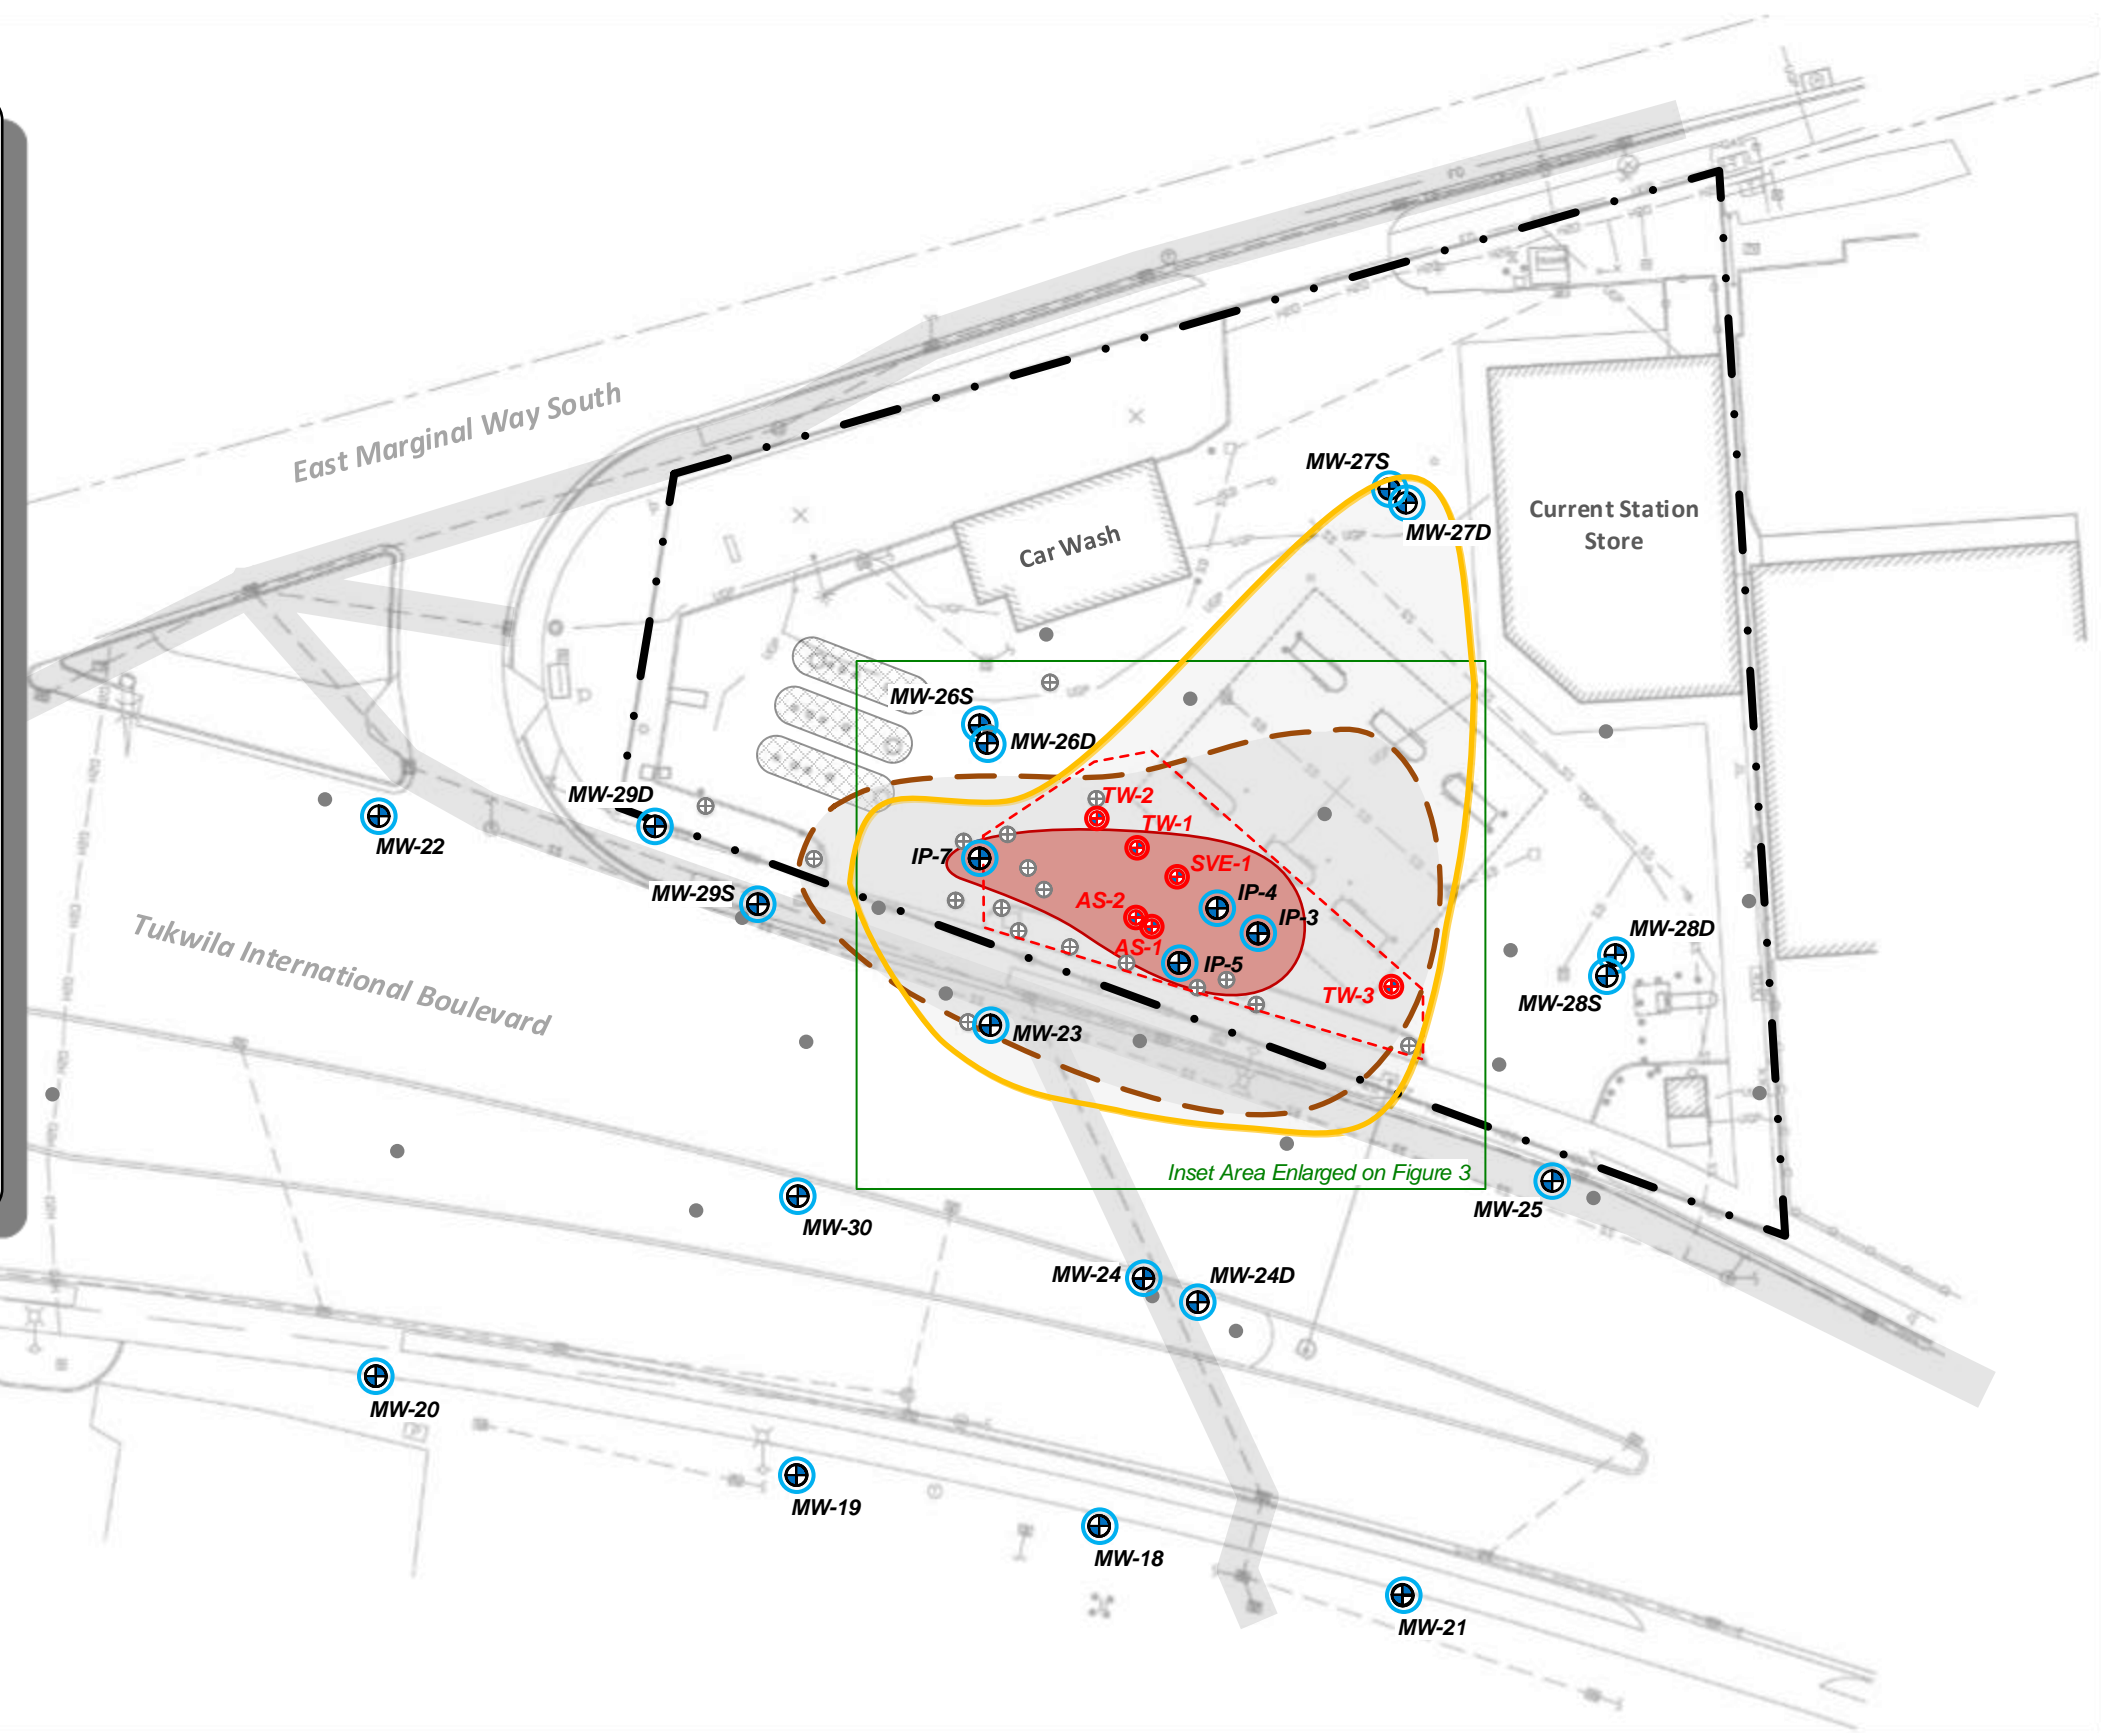 East Marginal Way South
MW-27S
MW-27D
Current Station
Store
Car Wash
MW-26S
MW-26D
MW-29D
MW-22
TW-2
TW-1
IP-7
SVE-1
MW-29S
AS-2
IP-4
IP-3
AS-1
IP-5
MW-28D
MW-28S
TW-3
Tukwila International Boulevard
MW-23
Inset Area Enlarged on Figure 3
MW-25
MW-30
MW-24
MW-24D
MW-20
MW-19
MW-18
MW-21